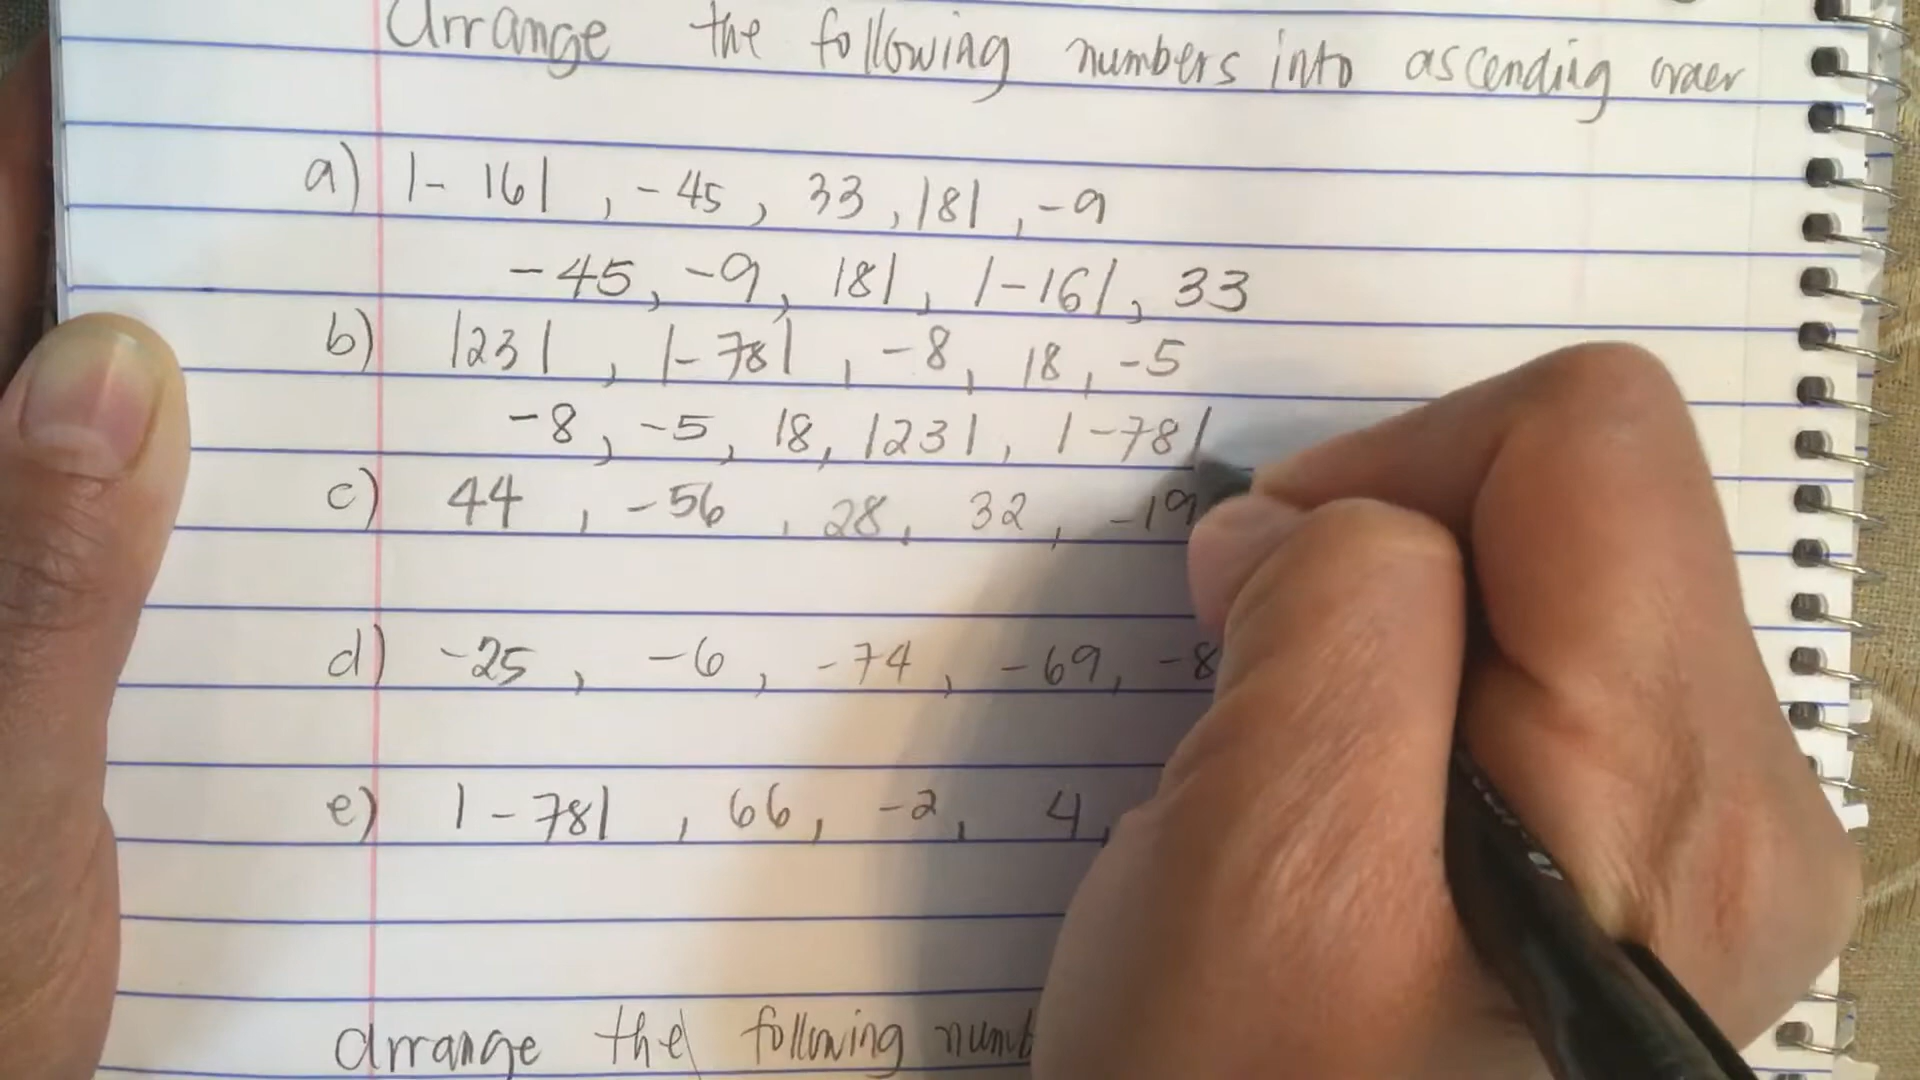 Arrange the following numbers into ascending order
a) |-16| , -45 , 33 , |8| , -9
-45, -9, |8|, |-16|, 33
b) |23| , |-78| , -8, 18, -5
-8, -5, 18, |23|, |-78|
c) 44 , -56 , 28, 32, -19
d) -25 , -6 , -74 , -69, -8
e) |-78| , 66, -2, 4,
arrange the following